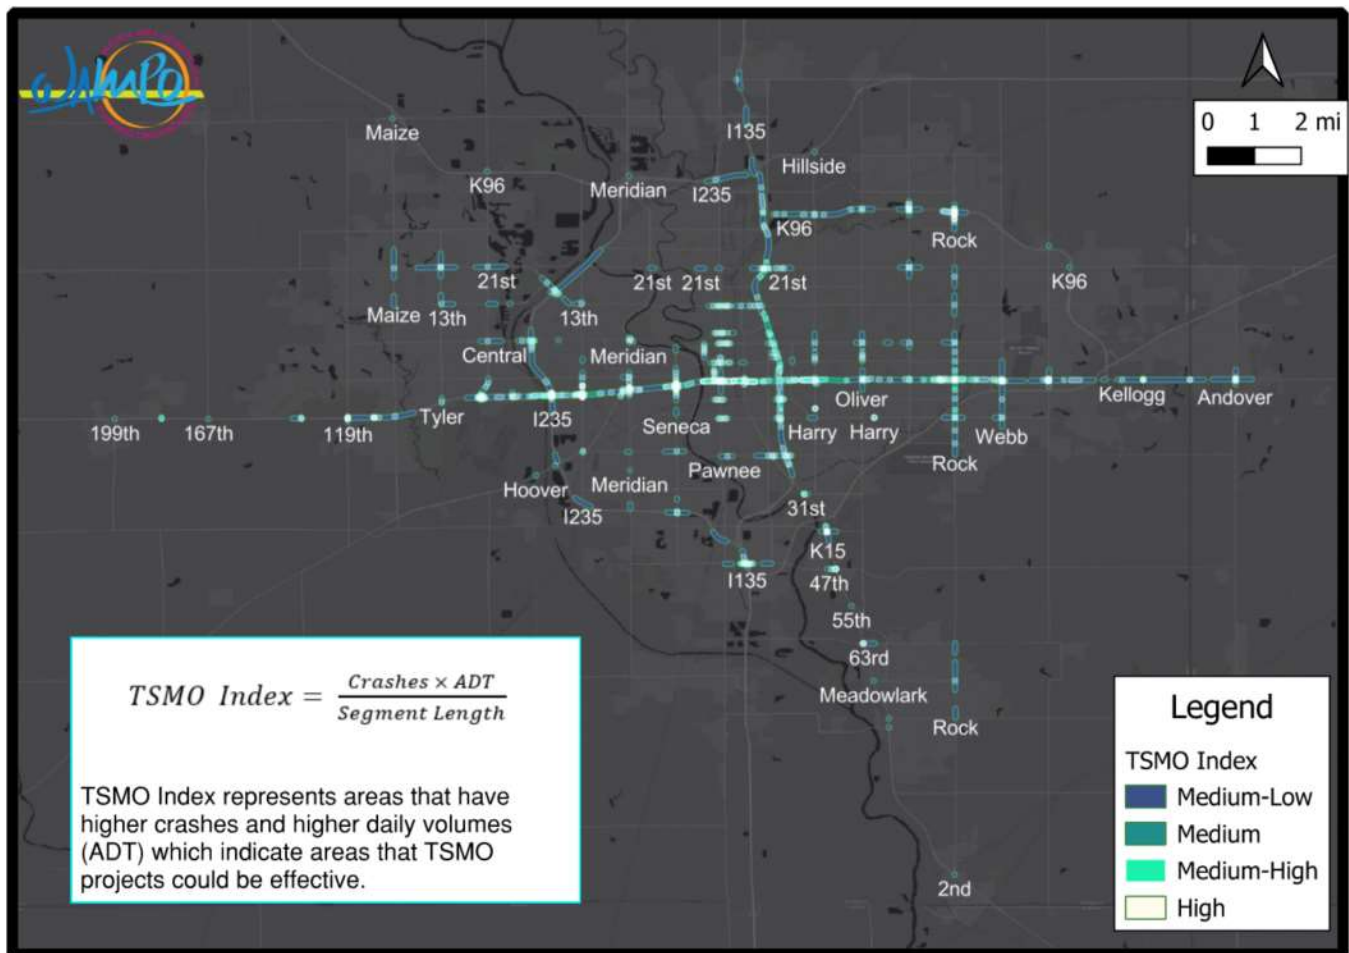 WAMPO
0 1 2 mi
I135
Maize
Hillside
K96
Meridian
I235
K96
Rock
21st
21st
21st
21st
K96
Maize
13th
13th
Central
Meridian
Tyler
I235
Oliver
Kellogg
Andover
199th
167th
119th
Seneca
Harry
Harry
Webb
Pawnee
Rock
Hoover
Meridian
I235
31st
K15
I135
47th
55th
63rd
Meadowlark
Rock
2nd
TSMO Index = Crashes × ADT
Segment Length
TSMO Index represents areas that have
higher crashes and higher daily volumes
(ADT) which indicate areas that TSMO
projects could be effective.
Legend
TSMO Index
Medium-Low
Medium
Medium-High
High